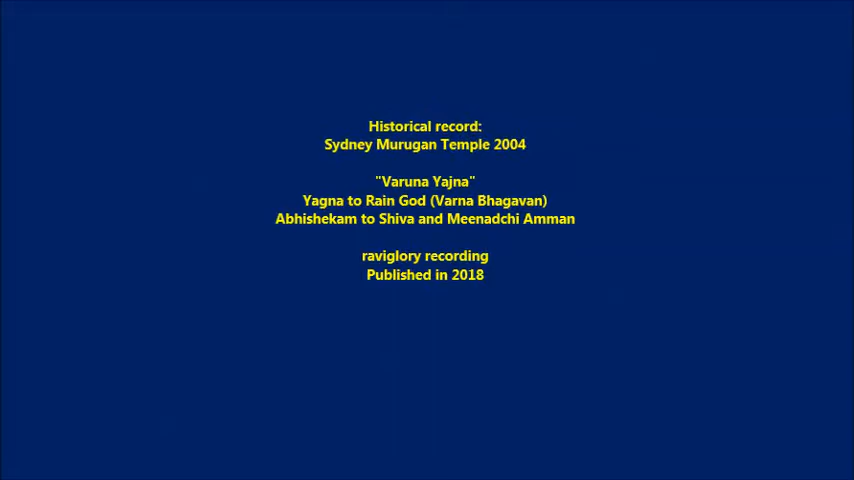 Historical record:
Sydney Murugan Temple 2004
"Varuna Yajna"
Yagna to Rain God (Varna Bhagavan)
Abhishekam to Shiva and Meenadchi Amman
raviglory recording
Published in 2018